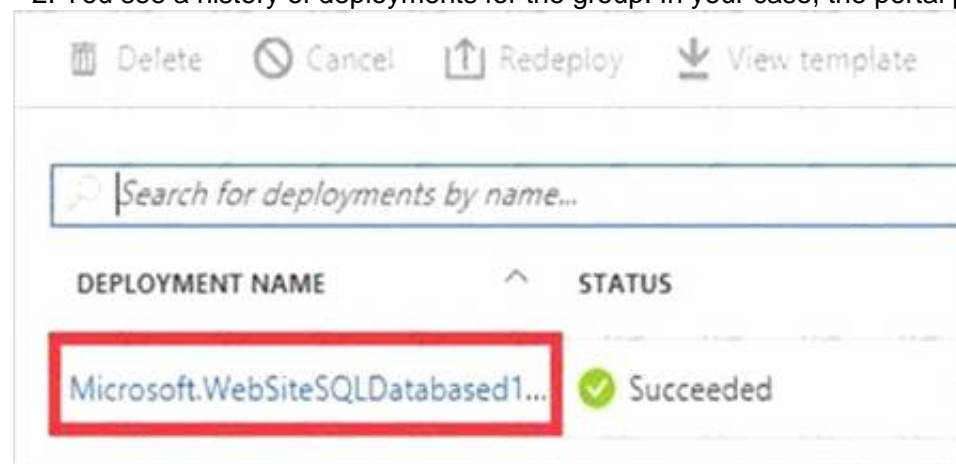 2. You see a history of deployments for the group. In your case, the portal
Delete Cancel Redeploy View template
Search for deployments by name...
DEPLOYMENT NAME STATUS
Microsoft.WebSiteSQLDatabased1... Succeeded